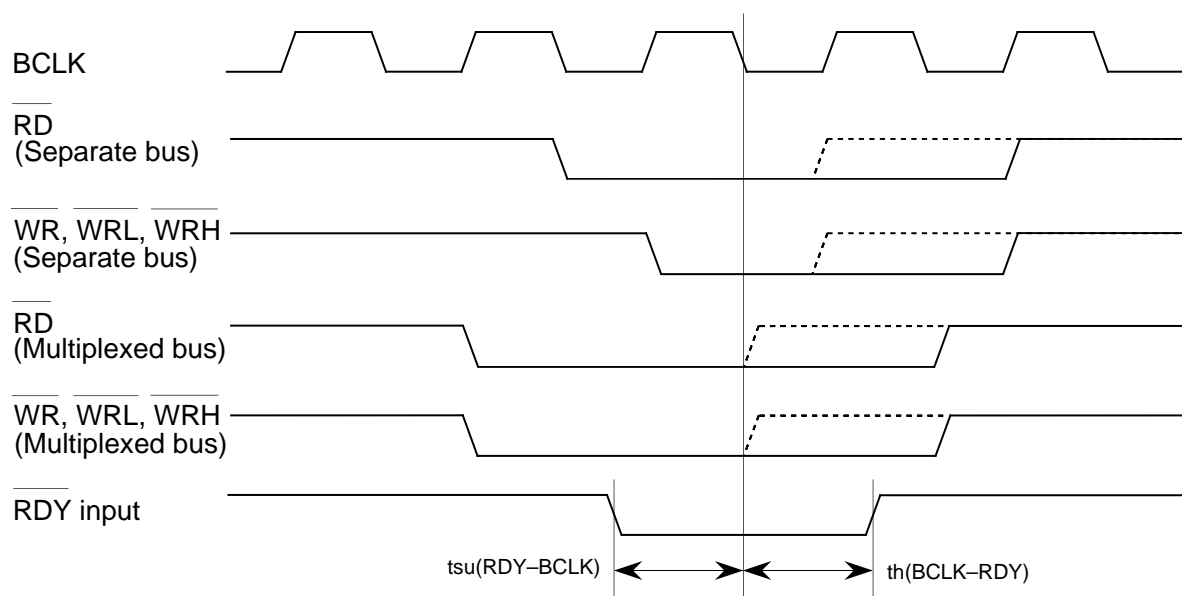 BCLK
RD
(Separate bus)
WR, WRL, WRH
(Separate bus)
RD
(Multiplexed bus)
WR, WRL, WRH
(Multiplexed bus)
RDY input
tsu(RDY–BCLK)
th(BCLK–RDY)